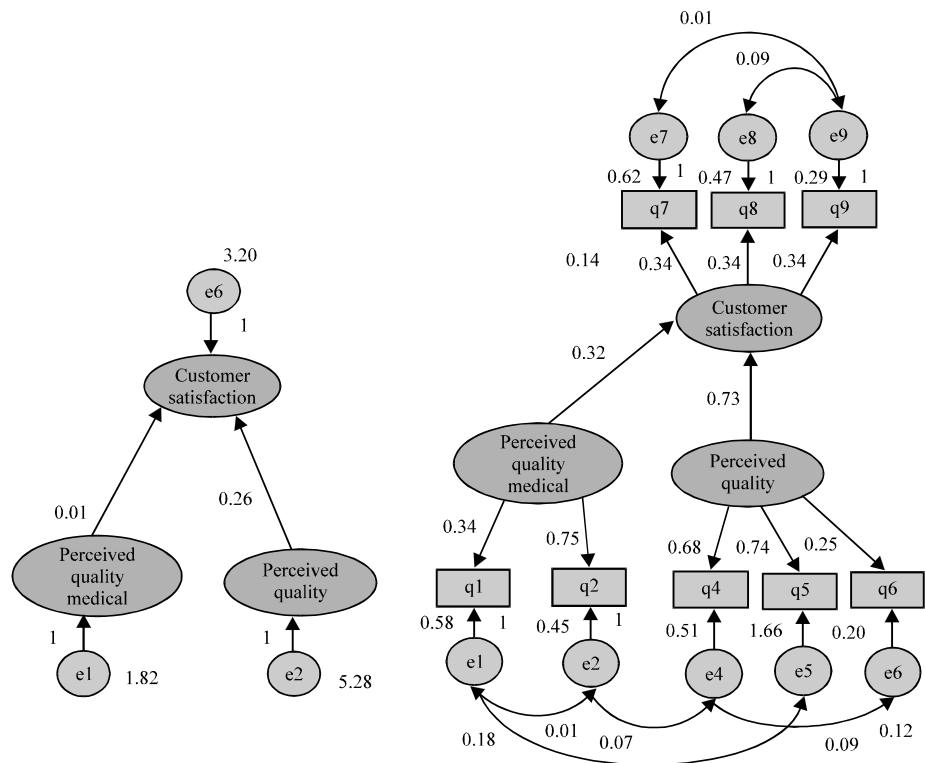 3.20
e6
1
Customer
satisfaction
0.01
0.26
Perceived
quality
medical
Perceived
quality
1
1
e1
1.82
e2
5.28
0.01
0.09
e7
e8
e9
0.62
1
0.47
1
0.29
1
q7
q8
q9
0.14
0.34
0.34
0.34
Customer
satisfaction
0.32
0.73
Perceived
quality
medical
Perceived
quality
0.34
0.75
0.68
0.74
0.25
q1
q2
q4
q5
q6
0.58
1
0.45
1
0.51
1.66
0.20
e1
e2
e4
e5
e6
0.18
0.01
0.07
0.09
0.12